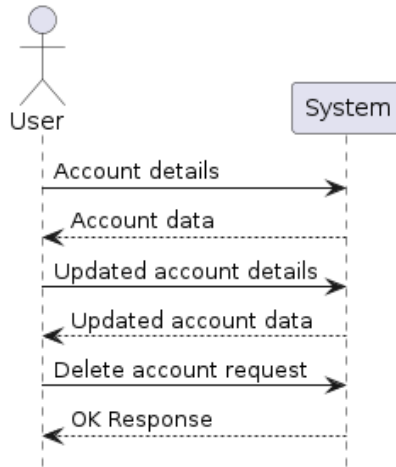 User
System
Account details
Account data
Updated account details
Updated account data
Delete account request
OK Response